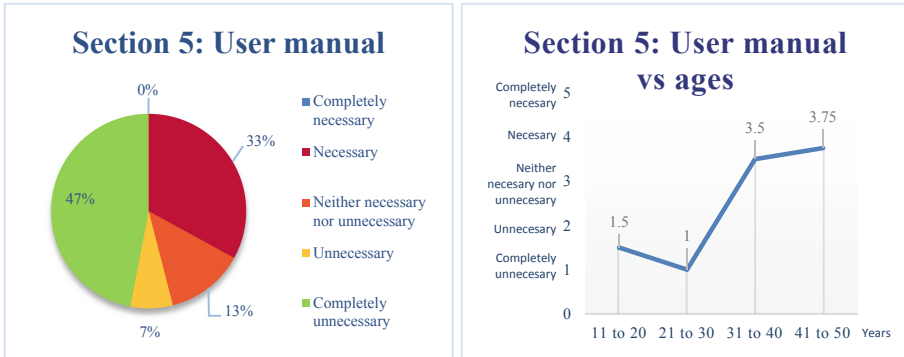 Section 5: User manual
0%
33%
47%
13%
7%
Completely
necessary
Necessary
Neither necessary
nor unnecessary
Unnecessary
Completely
unnecessary
Section 5: User manual
vs ages
Completely
necesary
Necesary
Neither
necesary nor
unnecesary
Unnecesary
Completely
unnecesary
5
4
3
2
1
0
1.5
1
3.5
3.75
11 to 20 21 to 30 31 to 40 41 to 50 Years